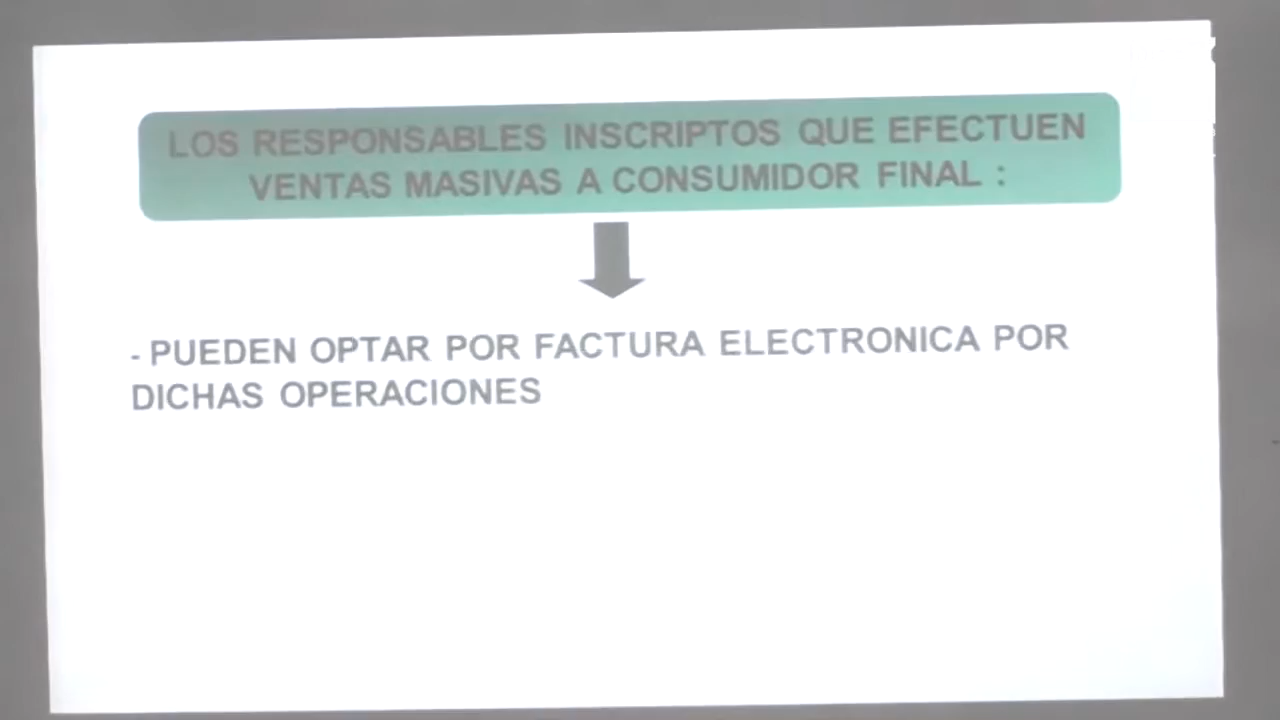 LOS RESPONSABLES INSCRIPTOS QUE EFECTUEN
VENTAS MASIVAS A CONSUMIDOR FINAL :
- PUEDEN OPTAR POR FACTURA ELECTRONICA POR
DICHAS OPERACIONES